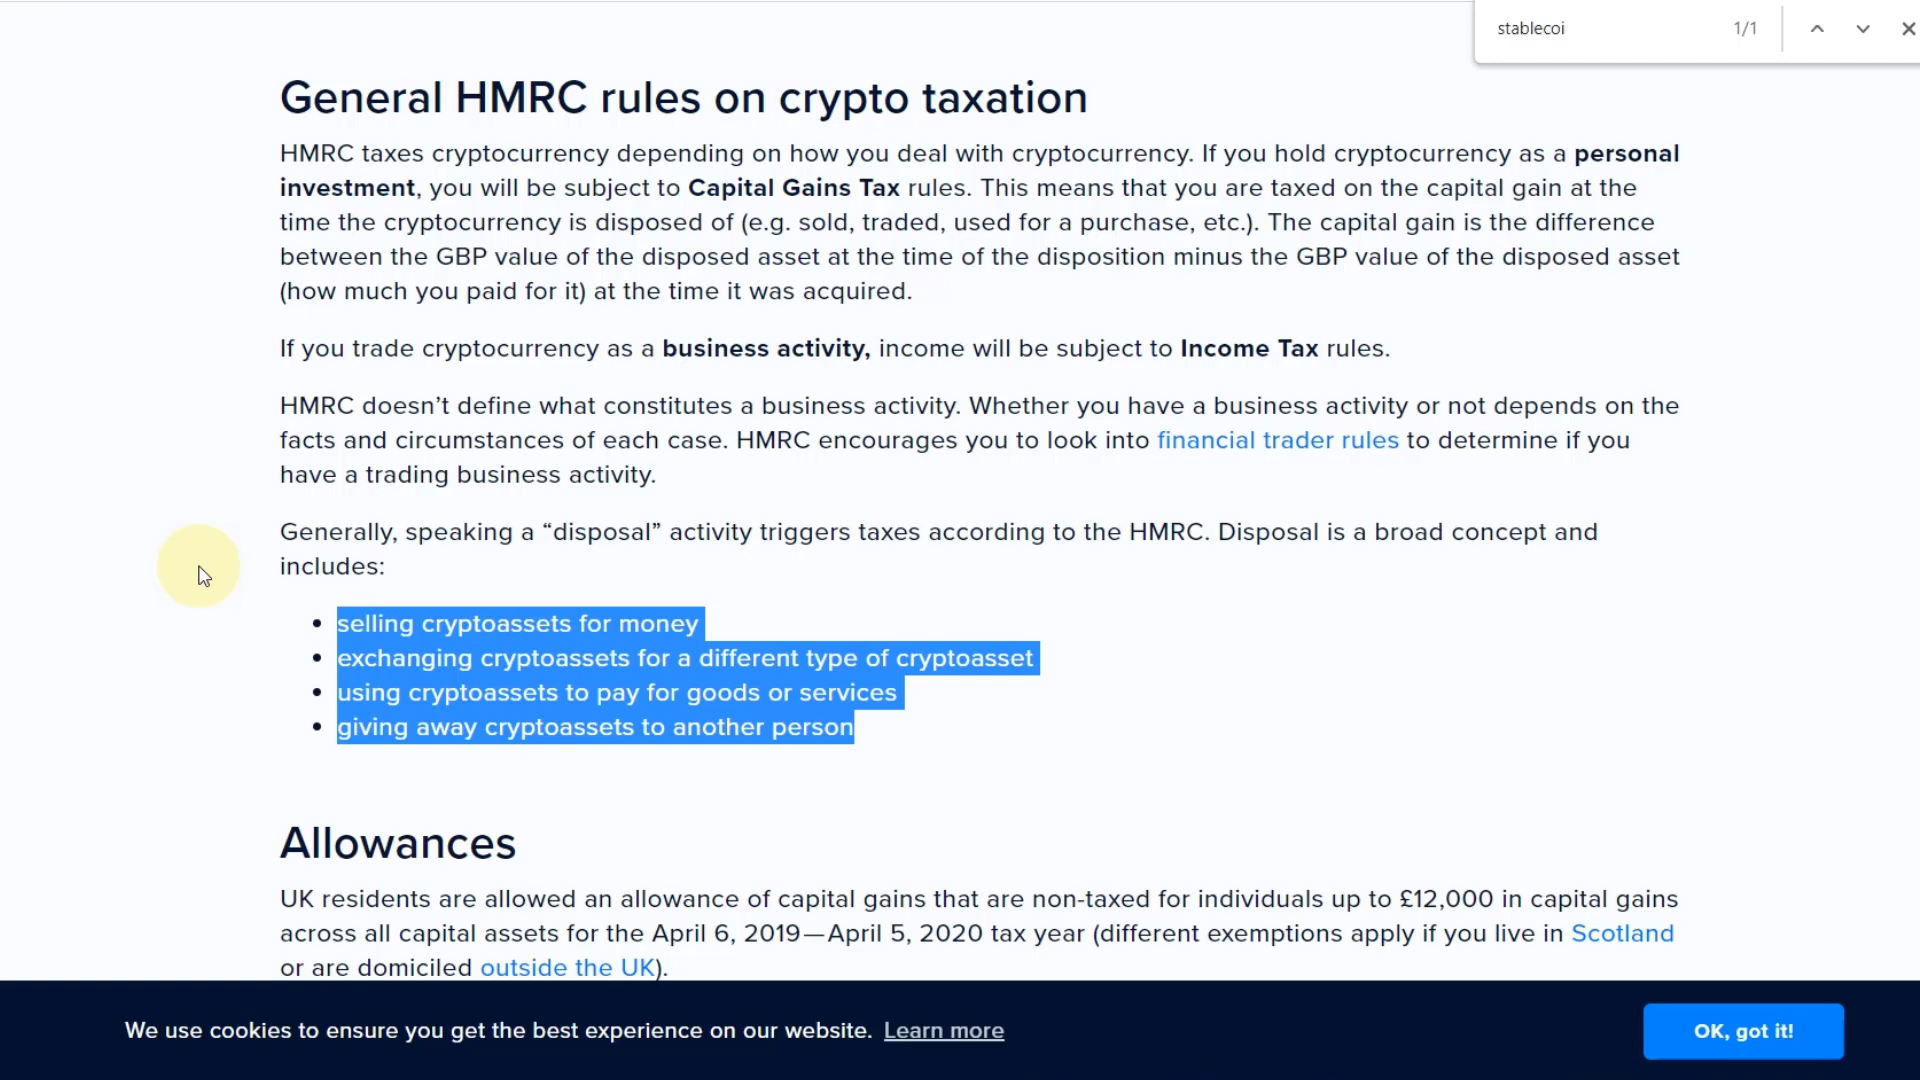 stablecoi 1/1
General HMRC rules on crypto taxation
HMRC taxes cryptocurrency depending on how you deal with cryptocurrency. If you hold cryptocurrency as a personal
investment, you will be subject to Capital Gains Tax rules. This means that you are taxed on the capital gain at the
time the cryptocurrency is disposed of (e.g. sold, traded, used for a purchase, etc.). The capital gain is the difference
between the GBP value of the disposed asset at the time of the disposition minus the GBP value of the disposed asset
(how much you paid for it) at the time it was acquired.
If you trade cryptocurrency as a business activity, income will be subject to Income Tax rules.
HMRC doesn’t define what constitutes a business activity. Whether you have a business activity or not depends on the
facts and circumstances of each case. HMRC encourages you to look into financial trader rules to determine if you
have a trading business activity.
Generally, speaking a “disposal” activity triggers taxes according to the HMRC. Disposal is a broad concept and
includes:
• selling cryptoassets for money
• exchanging cryptoassets for a different type of cryptoasset
• using cryptoassets to pay for goods or services
• giving away cryptoassets to another person
Allowances
UK residents are allowed an allowance of capital gains that are non-taxed for individuals up to £12,000 in capital gains
across all capital assets for the April 6, 2019—April 5, 2020 tax year (different exemptions apply if you live in Scotland
or are domiciled outside the UK).
We use cookies to ensure you get the best experience on our website. Learn more
OK, got it!